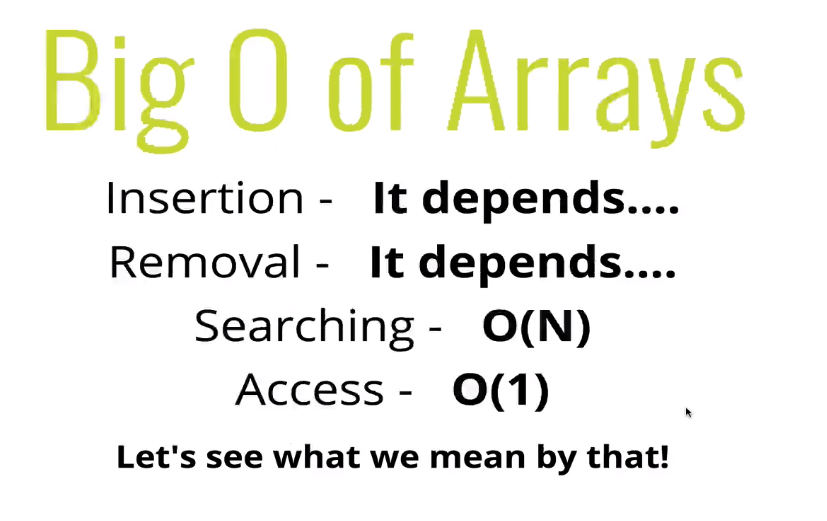 Big O of Arrays
Insertion - It depends....
Removal - It depends....
Searching - O(N)
Access - O(1)
Let's see what we mean by that!